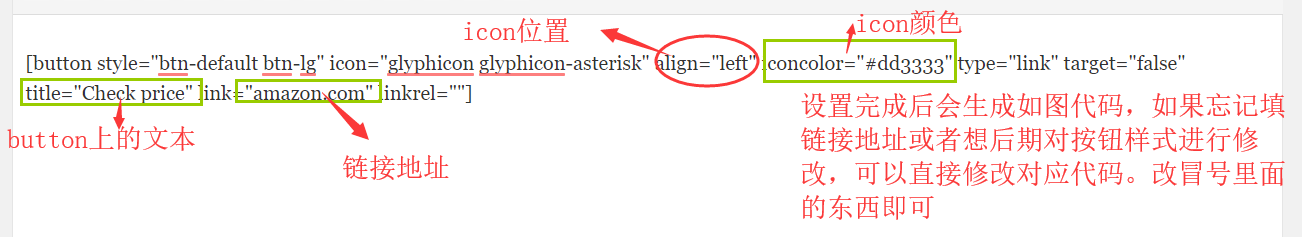 icon位置
icon颜色
[button style="btn-default btn-lg" icon="glyphicon glyphicon-asterisk" align="left" iconcolor="#dd3333" type="link" target="false"
title="Check price" link="amazon.com" linkrel=""]
button上的文本
链接地址
设置完成后会生成如图代码，如果忘记填
链接地址或者想后期对按钮样式进行修
改，可以直接修改对应代码。改冒号里面
的东西即可